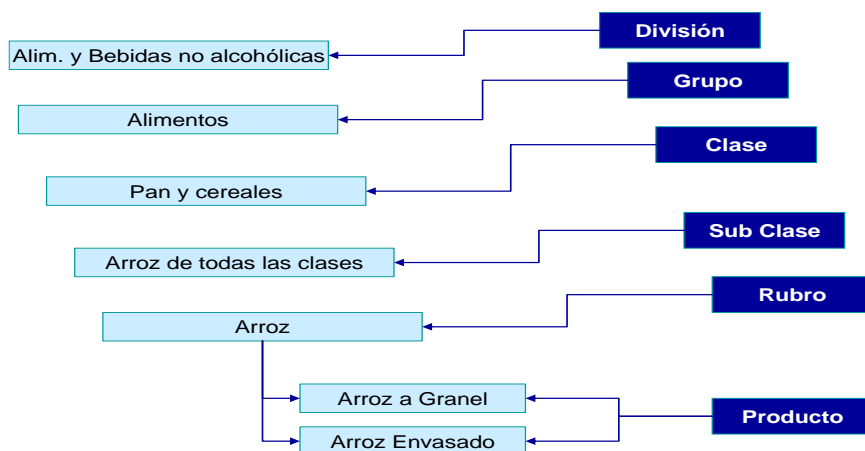 División
Alim. y Bebidas no alcohólicas
Grupo
Alimentos
Clase
Pan y cereales
Sub Clase
Arroz de todas las clases
Rubro
Arroz
Arroz a Granel
Producto
Arroz Envasado